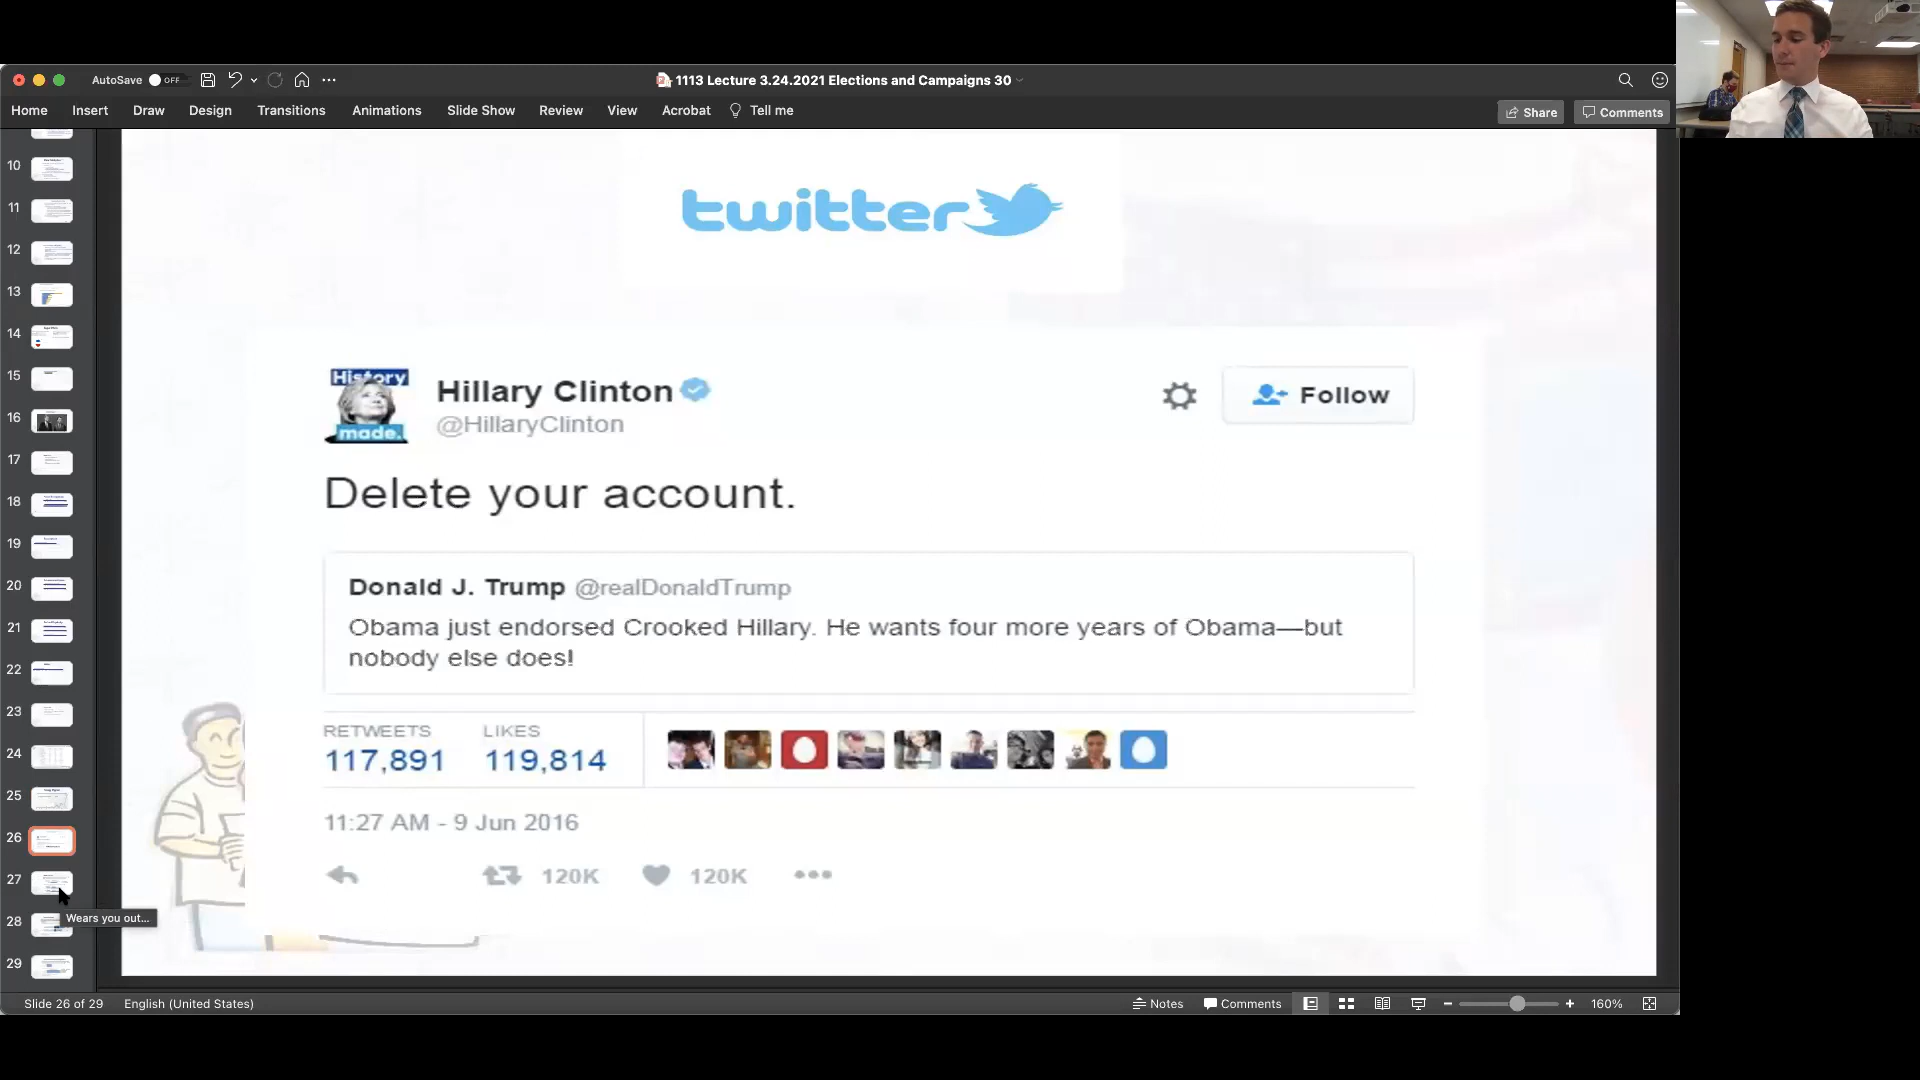 AutoSave OFF
1113 Lecture 3.24.2021 Elections and Campaigns 30
Home Insert Draw Design Transitions Animations Slide Show Review View Acrobat Tell me
Share Comments
twitter
History
made.
Hillary Clinton
@HillaryClinton
Follow
Delete your account.
Donald J. Trump @realDonaldTrump
Obama just endorsed Crooked Hillary. He wants four more years of Obama—but
nobody else does!
RETWEETS LIKES
117,891 119,814
11:27 AM - 9 Jun 2016
120K 120K
10
11
12
13
14
15
16
17
18
19
20
21
22
23
24
25
26
27
Wears you out...
28
29
Slide 26 of 29 English (United States)
Notes Comments 160%